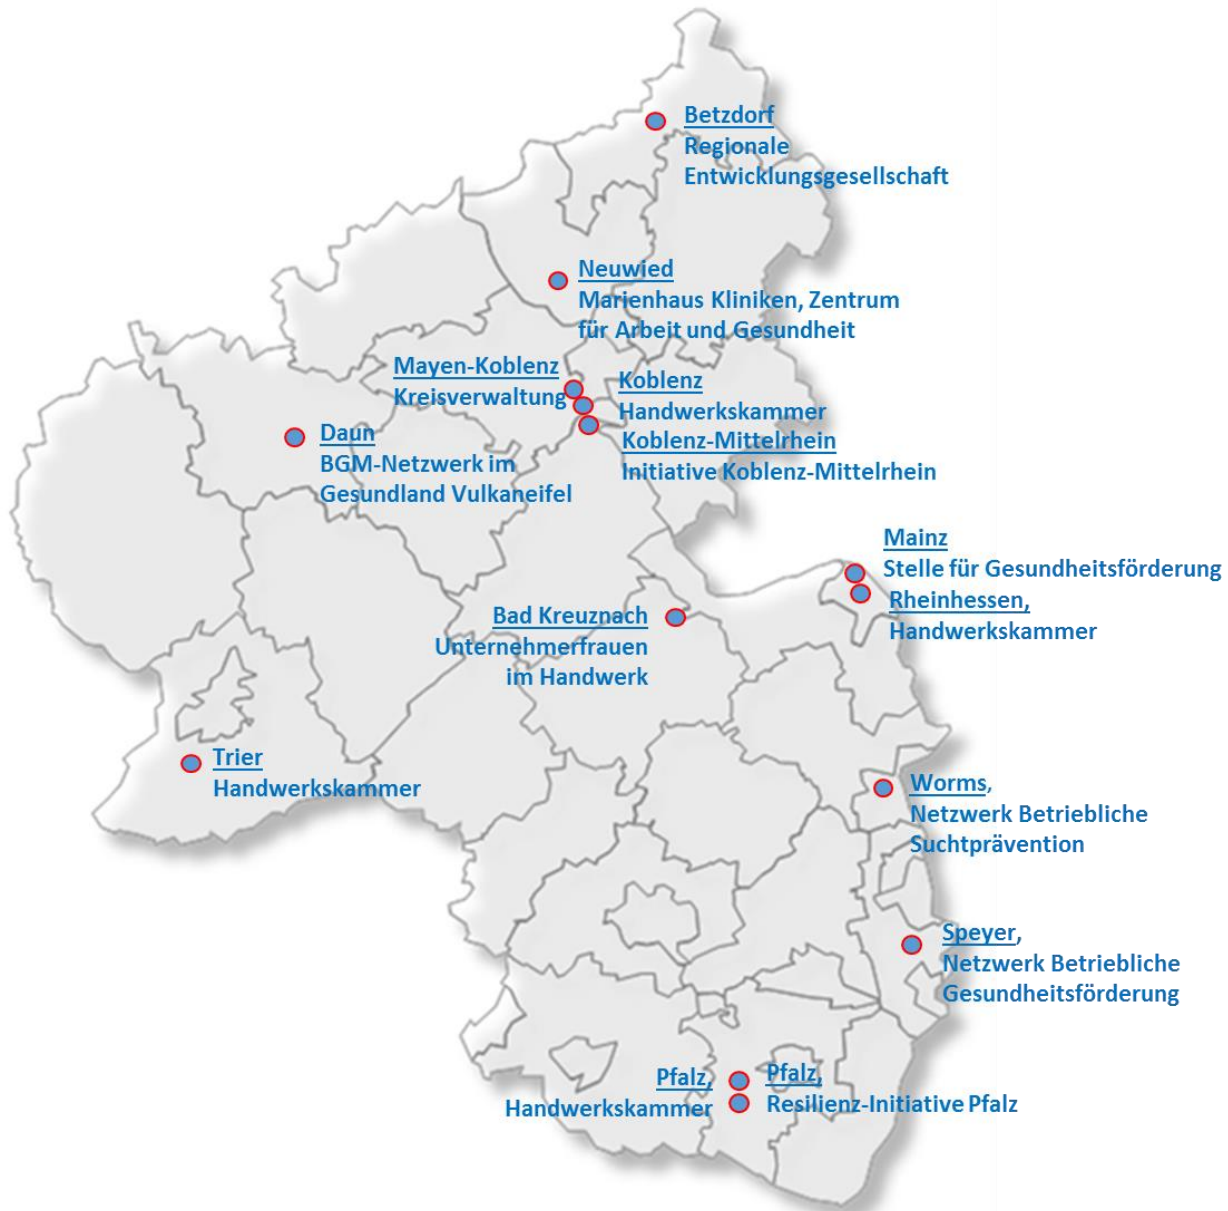 Betzdorf
Regionale
Entwicklungsgesellschaft
Neuwied
Marienhaus Kliniken, Zentrum
für Arbeit und Gesundheit
Mayen-Koblenz
Kreisverwaltung
Koblenz
Handwerkskammer
Koblenz-Mittelrhein
Initiative Koblenz-Mittelrhein
Daun
BGM-Netzwerk im
Gesundland Vulkaneifel
Mainz
Stelle für Gesundheitsförderung
Rheinhessen,
Handwerkskammer
Bad Kreuznach
Unternehmerfrauen
im Handwerk
Trier
Handwerkskammer
Worms,
Netzwerk Betriebliche
Suchtprävention
Speyer,
Netzwerk Betriebliche
Gesundheitsförderung
Pfalz,
Handwerkskammer
Pfalz,
Resilienz-Initiative Pfalz